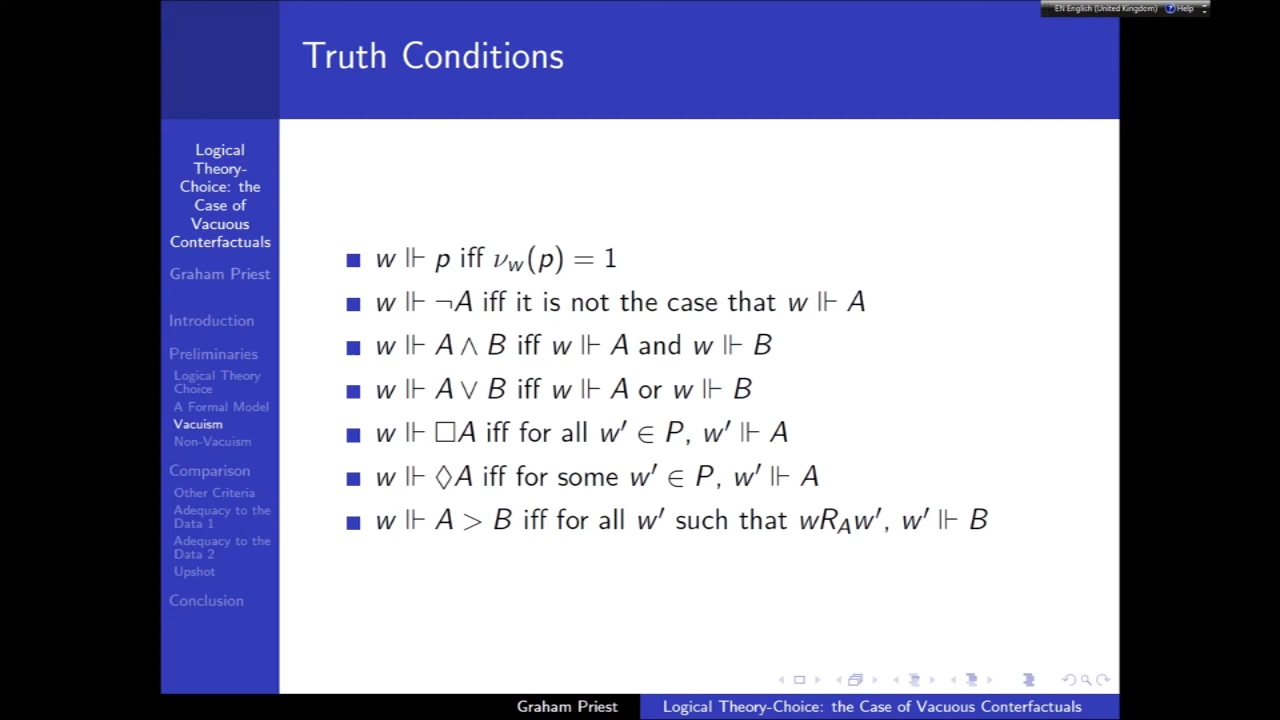 EN English (United Kingdom) ? Help
Truth Conditions
Logical
Theory-
Choice: the
Case of
Vacuous
Conterfactuals
Graham Priest
Introduction
Preliminaries
Logical Theory
Choice
A Formal Model
Vacuism
Non-Vacuism
Comparison
Other Criteria
Adequacy to the
Data 1
Adequacy to the
Data 2
Upshot
Conclusion
w ⊩ p iff ν_w(p) = 1
w ⊩ ¬A iff it is not the case that w ⊩ A
w ⊩ A ∧ B iff w ⊩ A and w ⊩ B
w ⊩ A ∨ B iff w ⊩ A or w ⊩ B
w ⊩ □A iff for all w′ ∈ P, w′ ⊩ A
w ⊩ ◊A iff for some w′ ∈ P, w′ ⊩ A
w ⊩ A > B iff for all w′ such that wR_Aw′, w′ ⊩ B
Graham Priest
Logical Theory-Choice: the Case of Vacuous Conterfactuals